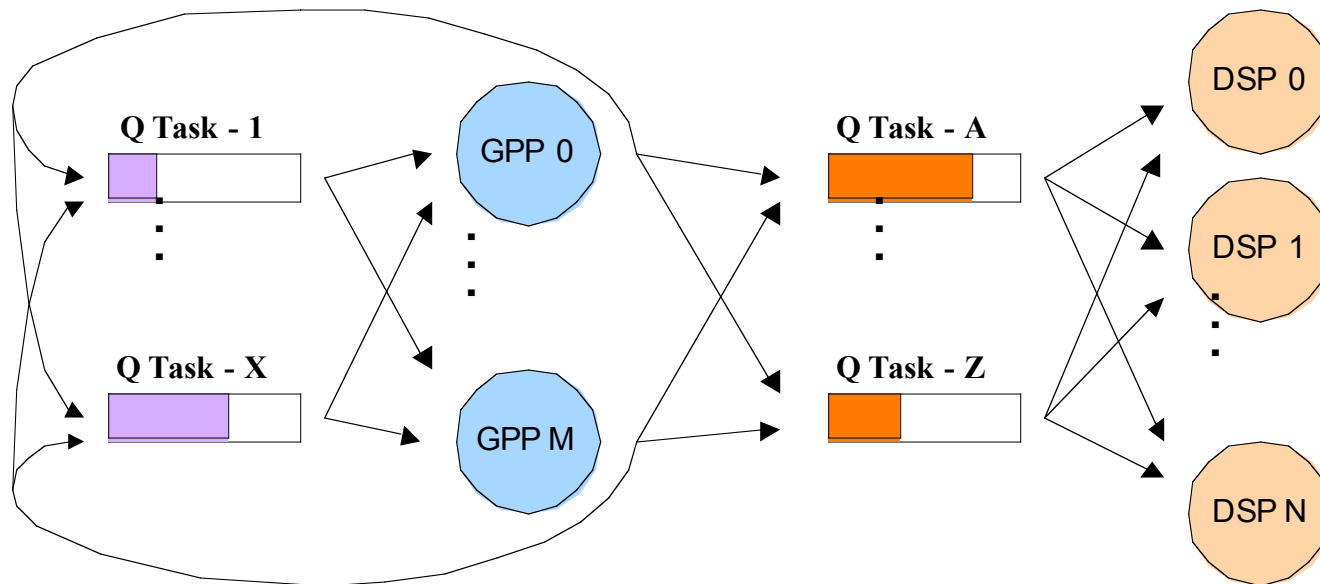 DSP 0
Q Task - 1
GPP 0
Q Task - A
DSP 1
Q Task - X
GPP M
Q Task - Z
DSP N